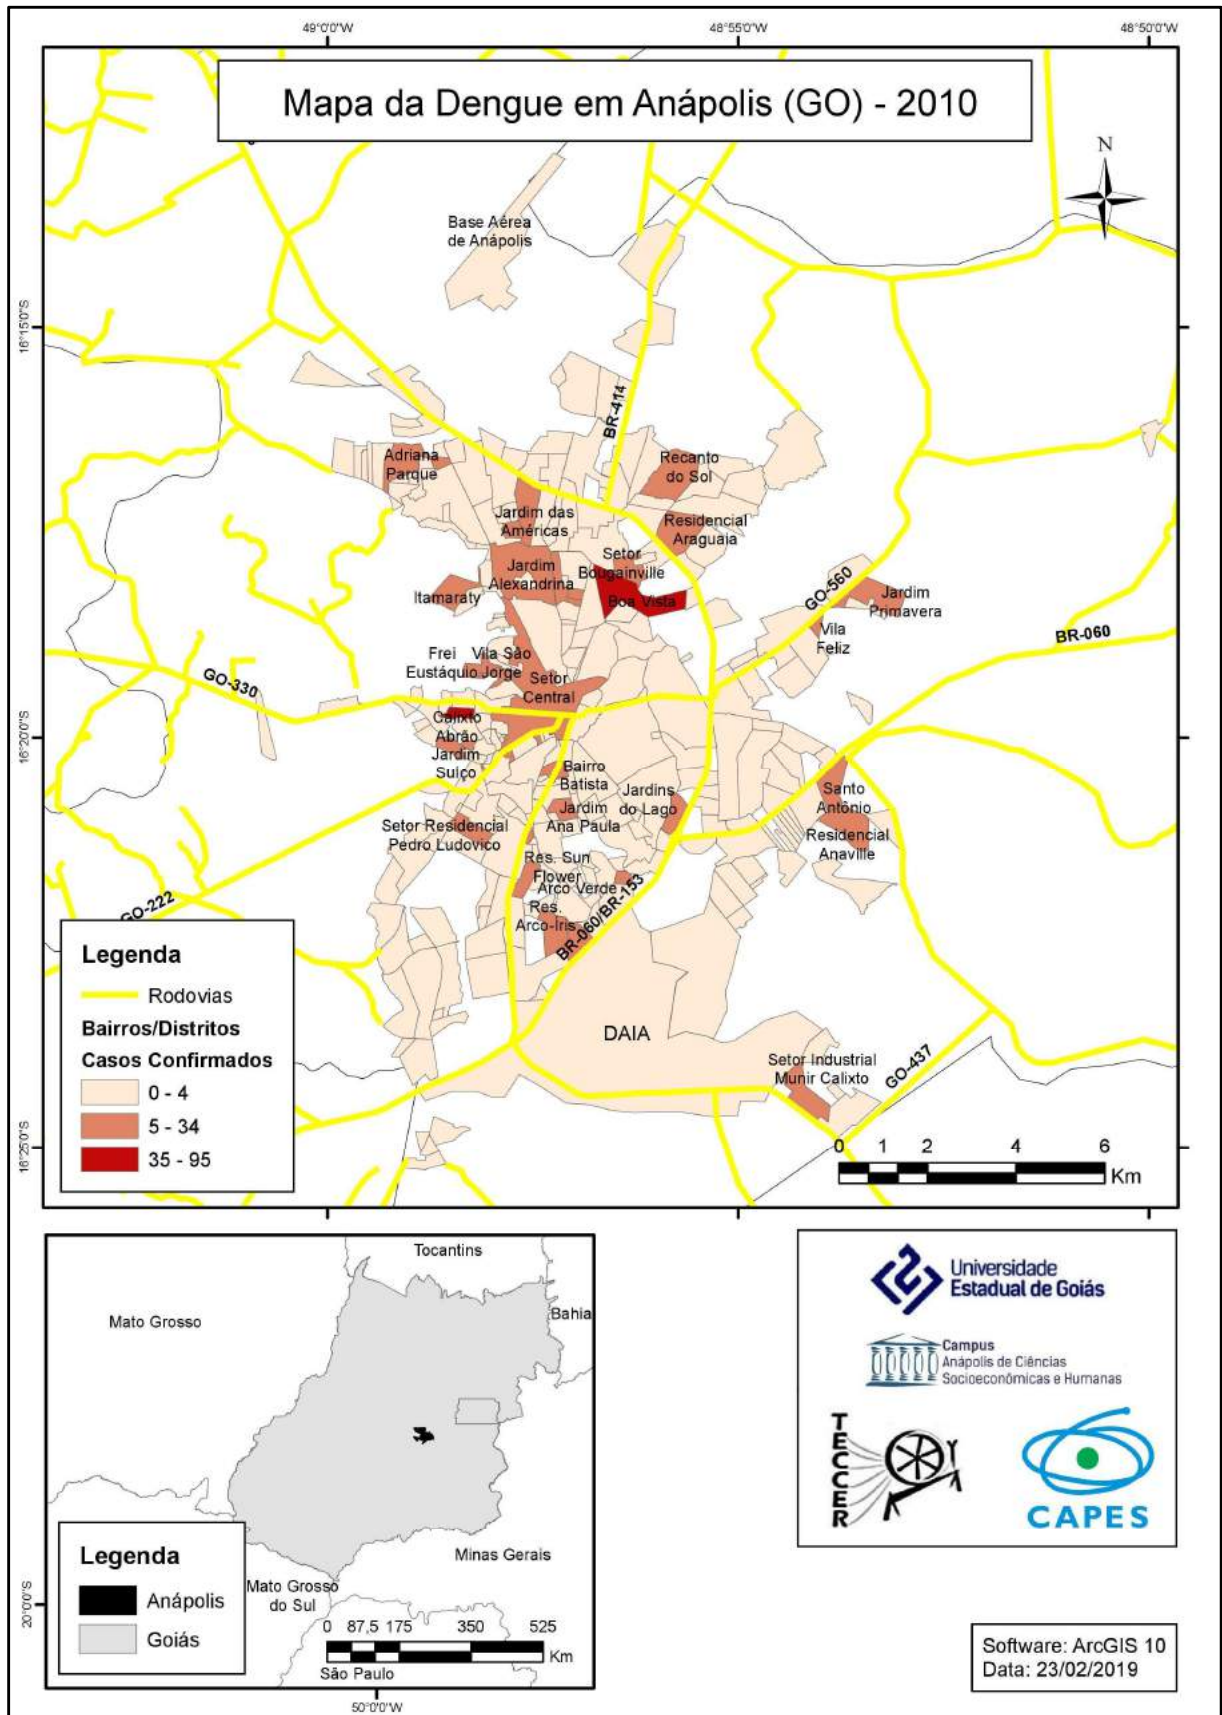 49°0'0"W
48°55'0"W
48°50'0"W
Mapa da Dengue em Anápolis (GO) - 2010
N
Base Aérea
de Anápolis
16°15'0"S
BR-414
Adriana
Parque
Recanto
do Sol
Jardim das
Américas
Residencial
Araguaia
Setor
Bougainville
Jardim
Alexandrina
Itamaraty
Boa Vista
GO-560
Jardim
Primavera
Vila
Feliz
BR-060
Frei
Eustáquio
Vila São
Jorge
Setor
Central
GO-330
Calixto
Abrão
Jardim
Suíço
16°20'0"S
Bairro
Batista
Jardins
do Lago
Santo
Antônio
Jardim
Ana Paula
Setor Residencial
Pedro Ludovico
Residencial
Anaville
Res. Sun
Flower
Arco Verde
Res.
Arco-Íris
BR-060/BR-153
GO-222
DAIA
Setor Industrial
Munir Calixto
GO-437
16°25'0"S
Legenda
Rodovias
Bairros/Distritos
Casos Confirmados
0 - 4
5 - 34
35 - 95
0 1 2 4 6
Km
Tocantins
Mato Grosso
Bahia
Minas Gerais
Mato Grosso
do Sul
São Paulo
Legenda
Anápolis
Goiás
0 87,5 175 350 525
Km
20°0'0"S
50°0'0"W
Universidade
Estadual de Goiás
Campus
Anápolis de Ciências
Socioeconômicas e Humanas
TECCER
CAPES
Software: ArcGIS 10
Data: 23/02/2019